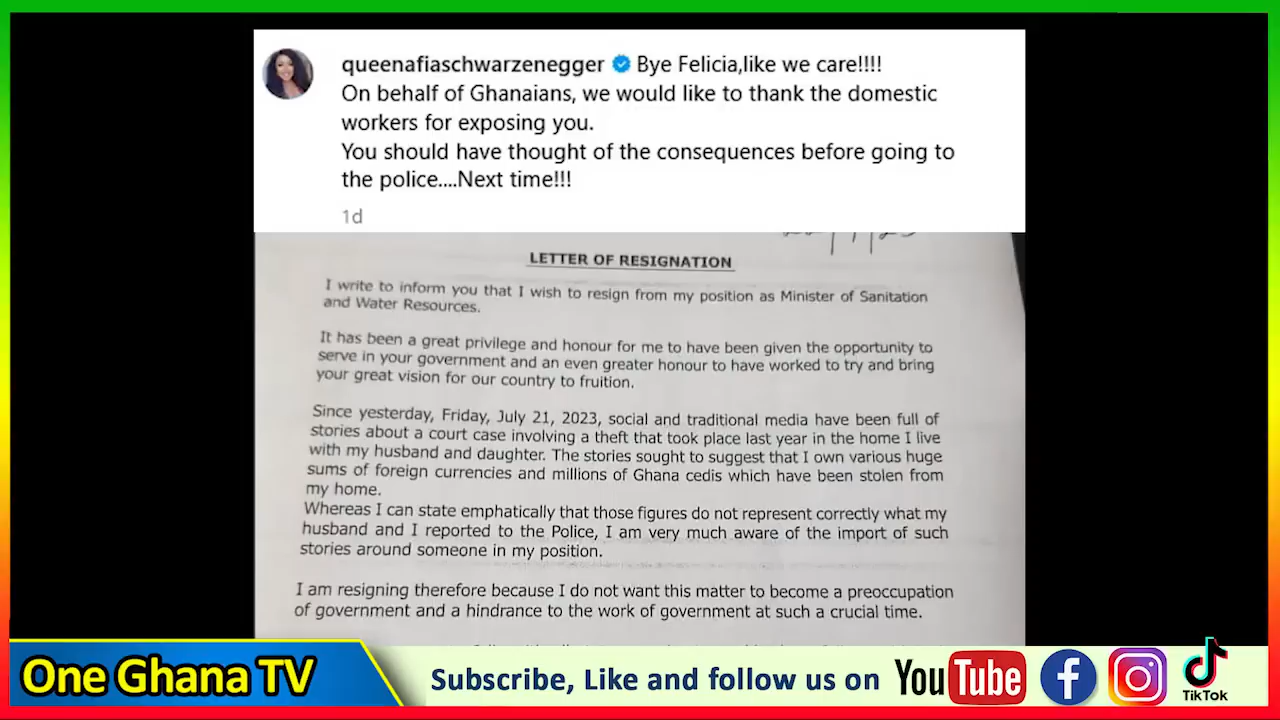 queenafiaschwarzenegger Bye Felicia,like we care!!!!
On behalf of Ghanaians, we would like to thank the domestic
workers for exposing you.
You should have thought of the consequences before going to
the police....Next time!!!
1d
LETTER OF RESIGNATION
I write to inform you that I wish to resign from my position as Minister of Sanitation
and Water Resources.
It has been a great privilege and honour for me to have been given the opportunity to
serve in your government and an even greater honour to have worked to try and bring
your great vision for our country to fruition.
Since yesterday, Friday, July 21, 2023, social and traditional media have been full of
stories about a court case involving a theft that took place last year in the home I live
with my husband and daughter. The stories sought to suggest that I own various huge
sums of foreign currencies and millions of Ghana cedis which have been stolen from
my home.
Whereas I can state emphatically that those figures do not represent correctly what my
husband and I reported to the Police, I am very much aware of the import of such
stories around someone in my position.
I am resigning therefore because I do not want this matter to become a preoccupation
of government and a hindrance to the work of government at such a crucial time.
One Ghana TV
Subscribe, Like and follow us on YouTube
TikTok